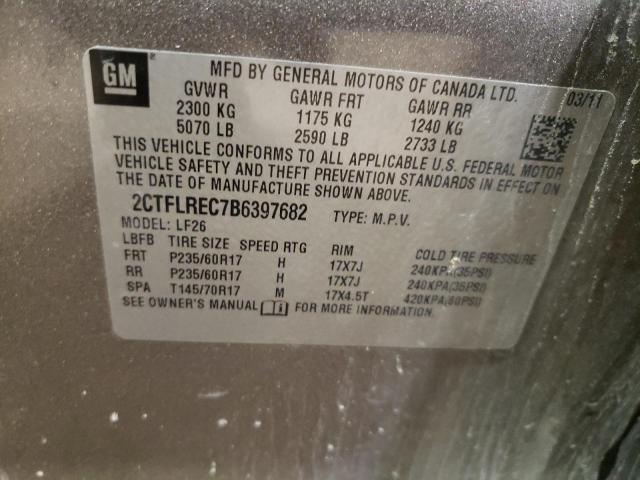 GM
MFD BY GENERAL MOTORS OF CANADA LTD.
03/11
GVWR GAWR FRT GAWR RR
2300 KG 1175 KG 1240 KG
5070 LB 2590 LB 2733 LB
THIS VEHICLE CONFORMS TO ALL APPLICABLE U.S. FEDERAL MOTOR
VEHICLE SAFETY AND THEFT PREVENTION STANDARDS IN EFFECT ON
THE DATE OF MANUFACTURE SHOWN ABOVE.
2CTFLREC7B6397682 TYPE: M.P.V.
MODEL: LF26
LBFB TIRE SIZE SPEED RTG RIM COLD TIRE PRESSURE
FRT P235/60R17 H 17X7J 240KPA(35PSI)
RR P235/60R17 H 17X7J 240KPA(35PSI)
SPA T145/70R17 M 17X4.5T 420KPA(60PSI)
SEE OWNER'S MANUAL FOR MORE INFORMATION.